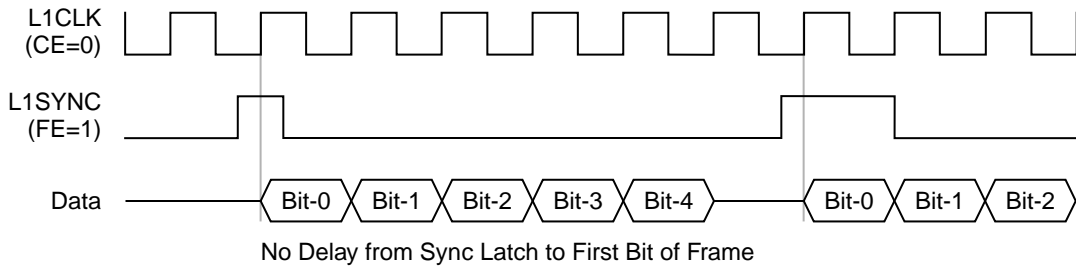 L1CLK
(CE=0)
L1SYNC
(FE=1)
Data Bit-0 Bit-1 Bit-2 Bit-3 Bit-4 Bit-0 Bit-1 Bit-2
No Delay from Sync Latch to First Bit of Frame